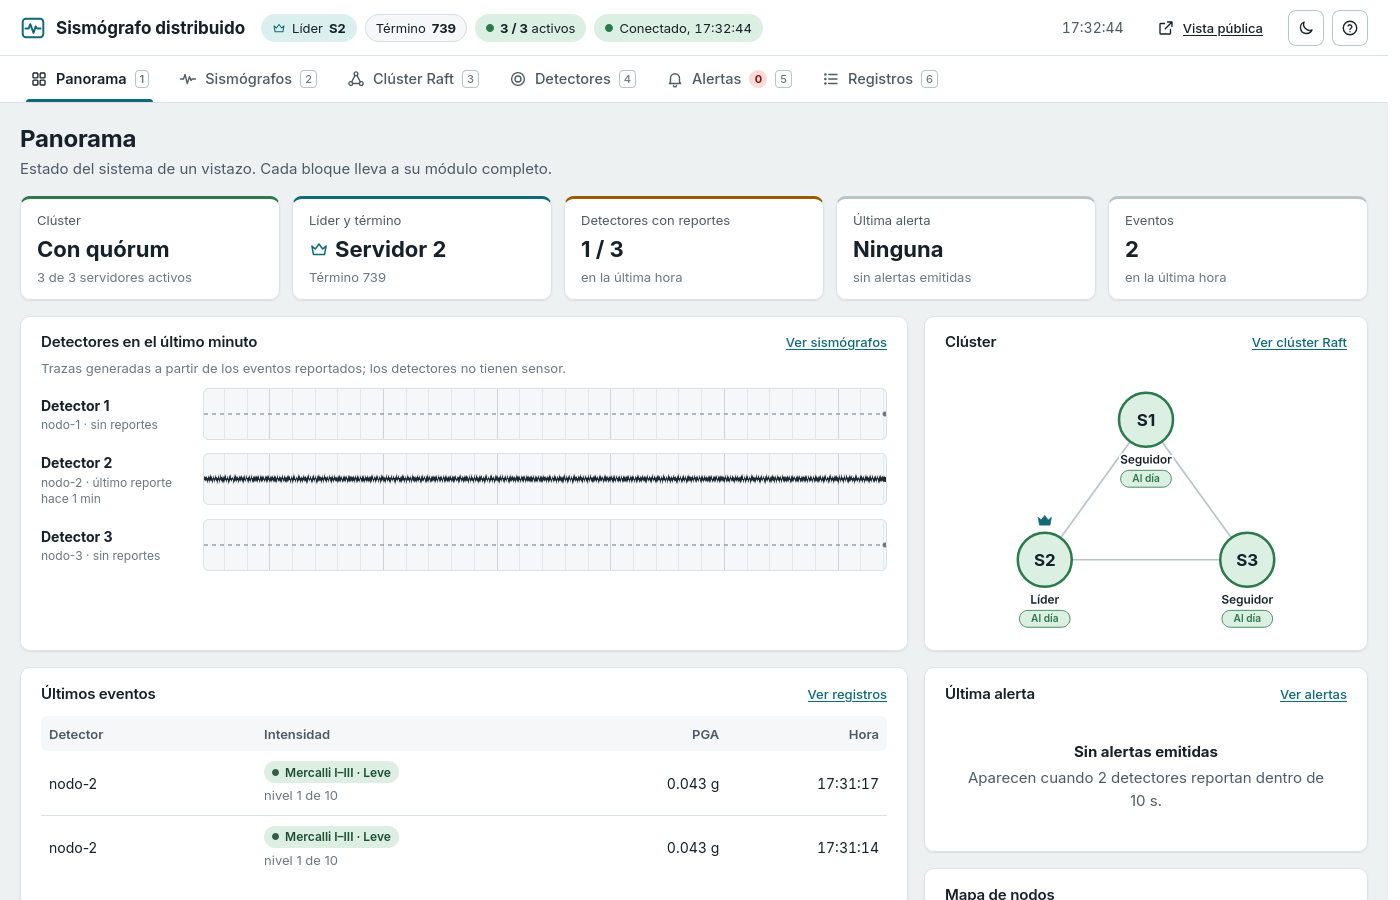 Sismógrafo distribuido
Líder S2
Término 739
3 / 3 activos
Conectado, 17:32:44
17:32:44
Vista pública
Panorama 1
Sismógrafos 2
Clúster Raft 3
Detectores 4
Alertas 0 5
Registros 6
Panorama
Estado del sistema de un vistazo. Cada bloque lleva a su módulo completo.
Clúster
Con quórum
3 de 3 servidores activos
Líder y término
Servidor 2
Término 739
Detectores con reportes
1 / 3
en la última hora
Última alerta
Ninguna
sin alertas emitidas
Eventos
2
en la última hora
Detectores en el último minuto
Ver sismógrafos
Trazas generadas a partir de los eventos reportados; los detectores no tienen sensor.
Detector 1
nodo-1 · sin reportes
Detector 2
nodo-2 · último reporte
hace 1 min
Detector 3
nodo-3 · sin reportes
Clúster
Ver clúster Raft
S1
Seguidor
Al día
S2
Líder
Al día
S3
Seguidor
Al día
Últimos eventos
Ver registros
Detector Intensidad PGA Hora
nodo-2 Mercalli I–III · Leve 0.043 g 17:31:17
nivel 1 de 10
nodo-2 Mercalli I–III · Leve 0.043 g 17:31:14
nivel 1 de 10
Última alerta
Ver alertas
Sin alertas emitidas
Aparecen cuando 2 detectores reportan dentro de
10 s.
Mapa de nodos